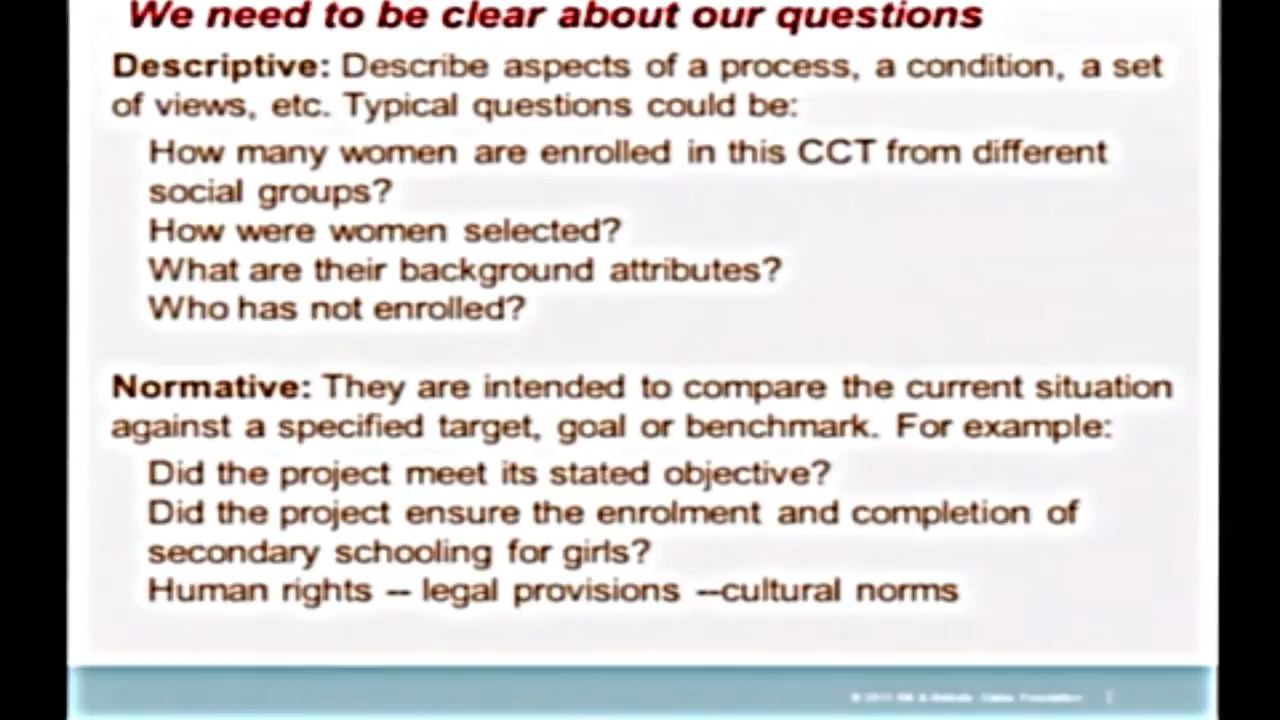 We need to be clear about our questions
Descriptive: Describe aspects of a process, a condition, a set
of views, etc. Typical questions could be:
How many women are enrolled in this CCT from different
social groups?
How were women selected?
What are their background attributes?
Who has not enrolled?
Normative: They are intended to compare the current situation
against a specified target, goal or benchmark. For example:
Did the project meet its stated objective?
Did the project ensure the enrolment and completion of
secondary schooling for girls?
Human rights -- legal provisions --cultural norms